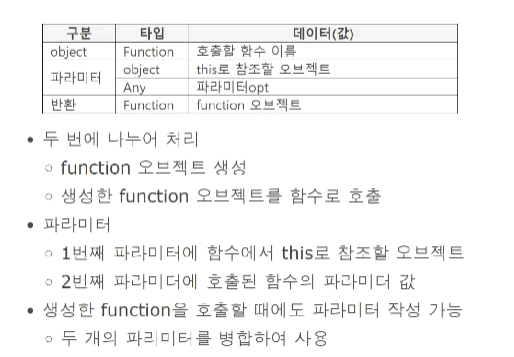 구분 타입 데이터(값)
object Function 호출할 함수 이름
파라미터 object this로 참조할 오브젝트
Any 파라미터opt
반환 Function function 오브젝트
• 두 번에 나누어 처리
◦ function 오브젝트 생성
◦ 생성한 function 오브젝트를 함수로 호출
• 파라미터
◦ 1번째 파라미터에 함수에서 this로 참조할 오브젝트
◦ 2번째 파라미터에 호출된 함수의 파라미터 값
• 생성한 function을 호출할 때에도 파라미터 작성 가능
◦ 두 개의 파라미터를 병합하여 사용